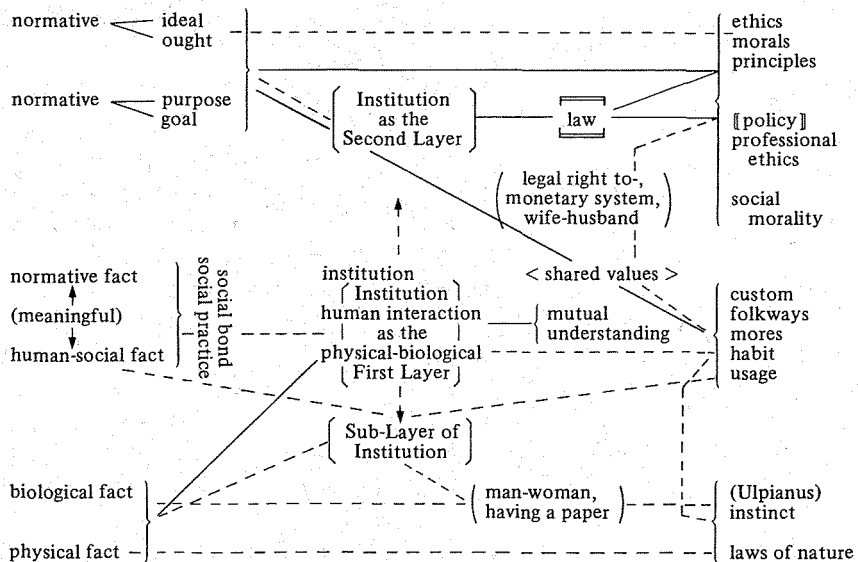 normative
ideal
ought
normative
purpose
goal
Institution
as the
Second Layer
law
ethics
morals
principles
〚policy〛
professional
ethics
social
morality
(legal right to-,
monetary system,
wife-husband)
< shared values >
normative fact
(meaningful)
human-social fact
social bond
social practice
institution
Institution
human interaction
as the
physical-biological
First Layer
mutual
understanding
custom
folkways
mores
habit
usage
Sub-Layer of
Institution
biological fact
physical fact
(man-woman,
having a paper)
(Ulpianus)
instinct
laws of nature